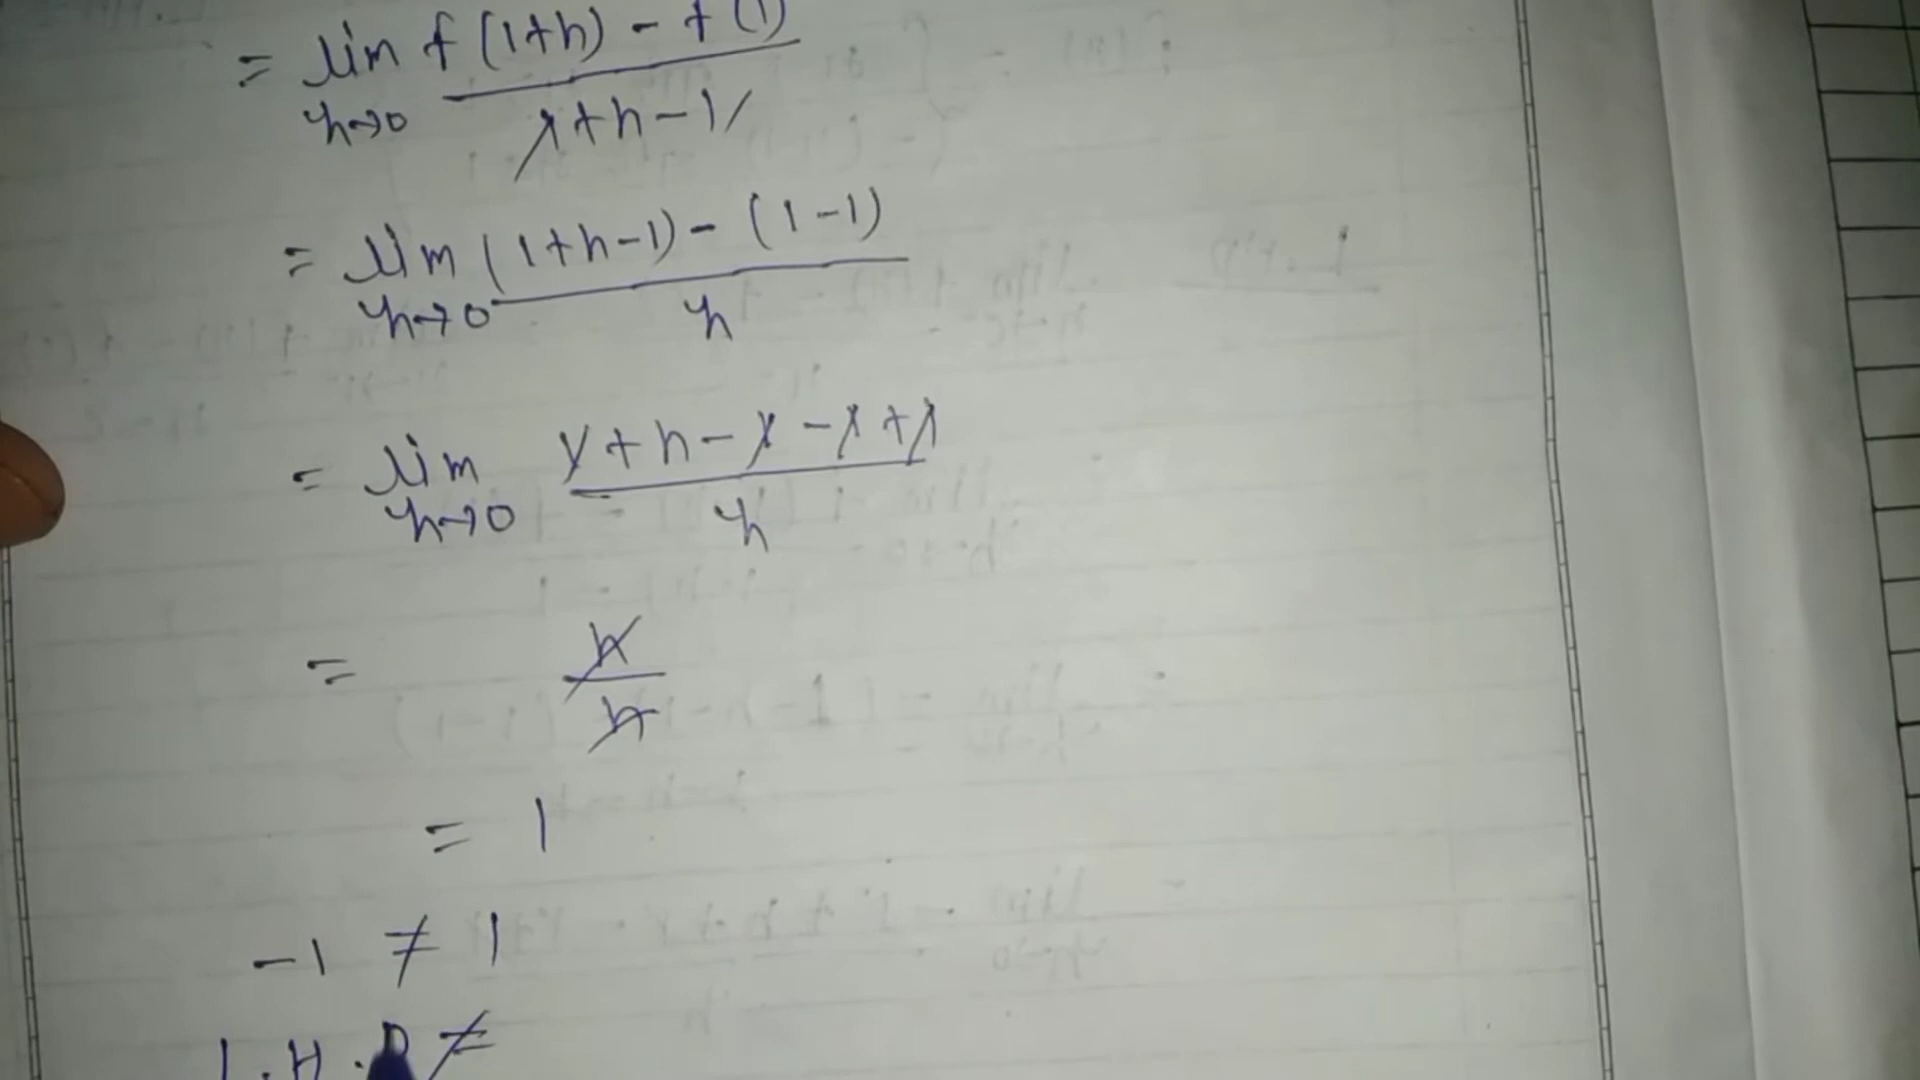 = lim f(1+h) - f(1)
h→0 1+h-1
= lim (1+h-1) - (1-1)
h→0 h
= lim 1+h-1-1+1
h→0 h
= h
h
= 1
-1 ≠ 1
L.H.D ≠